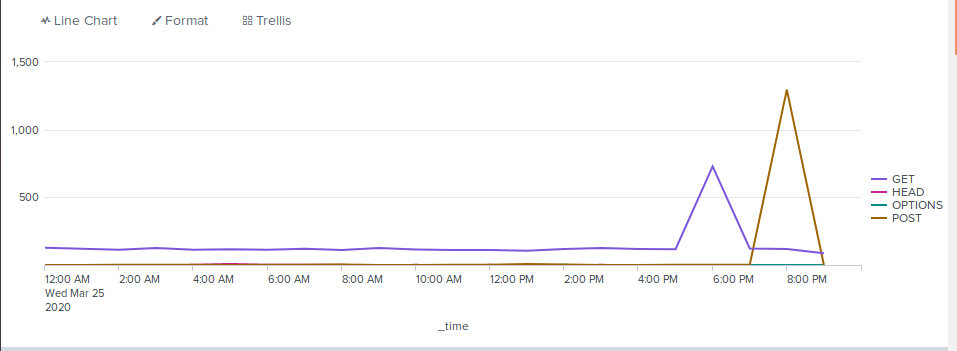 Line Chart Format Trellis
1,500
1,000
500
GET
HEAD
OPTIONS
POST
12:00 AM 2:00 AM 4:00 AM 6:00 AM 8:00 AM 10:00 AM 12:00 PM 2:00 PM 4:00 PM 6:00 PM 8:00 PM
Wed Mar 25
2020
_time